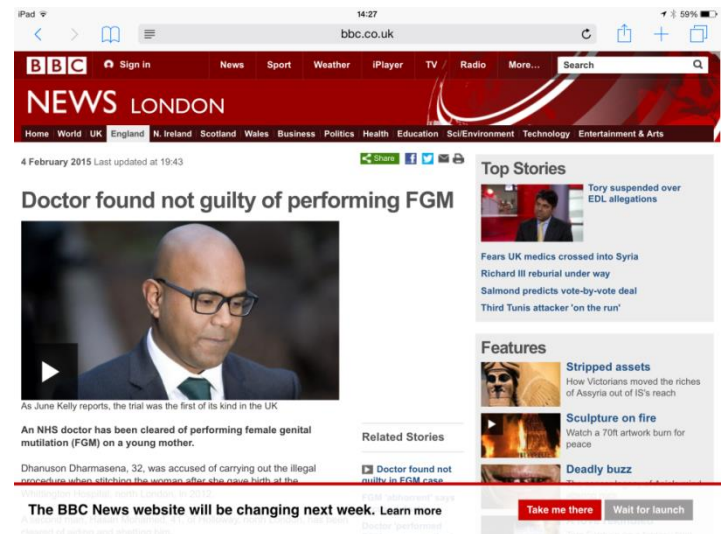 iPad 14:27 59%
bbc.co.uk
BBC Sign in News Sport Weather iPlayer TV Radio More... Search
NEWS LONDON
Home World UK England N. Ireland Scotland Wales Business Politics Health Education Sci/Environment Technology Entertainment & Arts
4 February 2015 Last updated at 19:43
Share
Doctor found not guilty of performing FGM
As June Kelly reports, the trial was the first of its kind in the UK
An NHS doctor has been cleared of performing female genital
mutilation (FGM) on a young mother.
Dhanuson Dharmasena, 32, was accused of carrying out the illegal
procedure when stitching the woman after she gave birth at the
Whittington Hospital, north London, in 2012.
Related Stories
Doctor found not
guilty in FGM case
Top Stories
Tory suspended over
EDL allegations
Fears UK medics crossed into Syria
Richard III reburial under way
Salmond predicts vote-by-vote deal
Third Tunis attacker 'on the run'
Features
Stripped assets
How Victorians moved the riches
of Assyria out of IS's reach
Sculpture on fire
Watch a 70ft artwork burn for
peace
Deadly buzz
The BBC News website will be changing next week. Learn more
Take me there Wait for launch